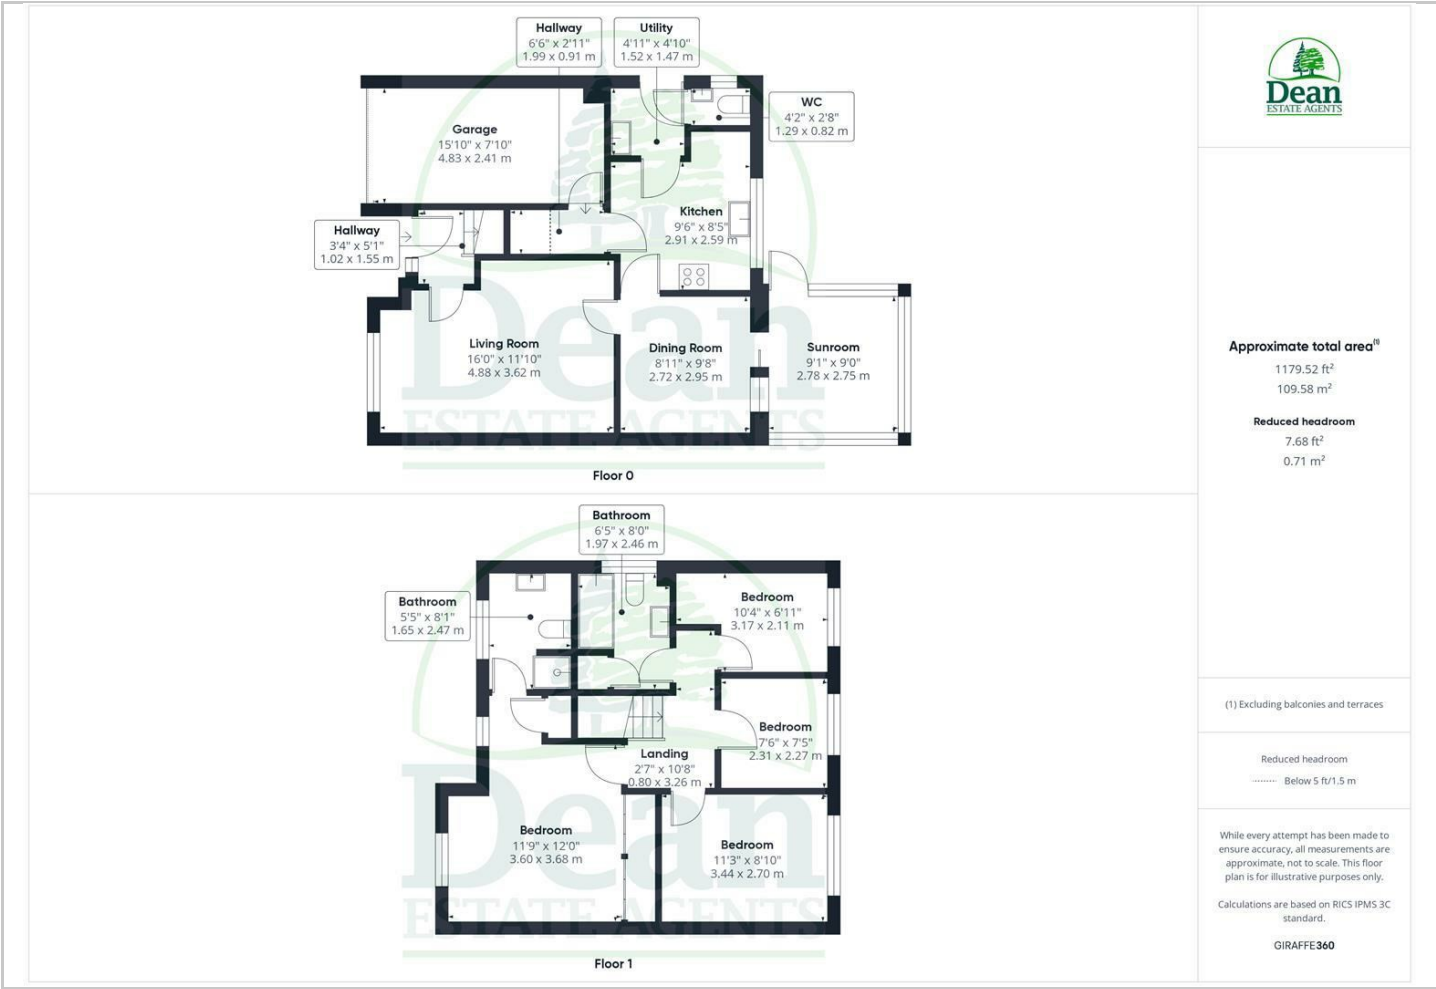 Hallway
6'6" x 2'11"
1.99 x 0.91 m
Utility
4'11" x 4'10"
1.52 x 1.47 m
WC
4'2" x 2'8"
1.29 x 0.82 m
Garage
15'10" x 7'10"
4.83 x 2.41 m
Kitchen
9'6" x 8'5"
2.91 x 2.59 m
Hallway
3'4" x 5'1"
1.02 x 1.55 m
Living Room
16'0" x 11'10"
4.88 x 3.62 m
Dining Room
8'11" x 9'8"
2.72 x 2.95 m
Sunroom
9'1" x 9'0"
2.78 x 2.75 m
Dean
ESTATE AGENTS
Floor 0
Bathroom
6'5" x 8'0"
1.97 x 2.46 m
Bathroom
5'5" x 8'1"
1.65 x 2.47 m
Bedroom
10'4" x 6'11"
3.17 x 2.11 m
Bedroom
7'6" x 7'5"
2.31 x 2.27 m
Landing
2'7" x 10'8"
0.80 x 3.26 m
Bedroom
11'9" x 12'0"
3.60 x 3.68 m
Bedroom
11'3" x 8'10"
3.44 x 2.70 m
Dean
ESTATE AGENTS
Floor 1
Dean
ESTATE AGENTS
Approximate total area(1)
1179.52 ft²
109.58 m²
Reduced headroom
7.68 ft²
0.71 m²
(1) Excluding balconies and terraces
Reduced headroom
Below 5 ft/1.5 m
While every attempt has been made to
ensure accuracy, all measurements are
approximate, not to scale. This floor
plan is for illustrative purposes only.
Calculations are based on RICS IPMS 3C
standard.
GIRAFFE360